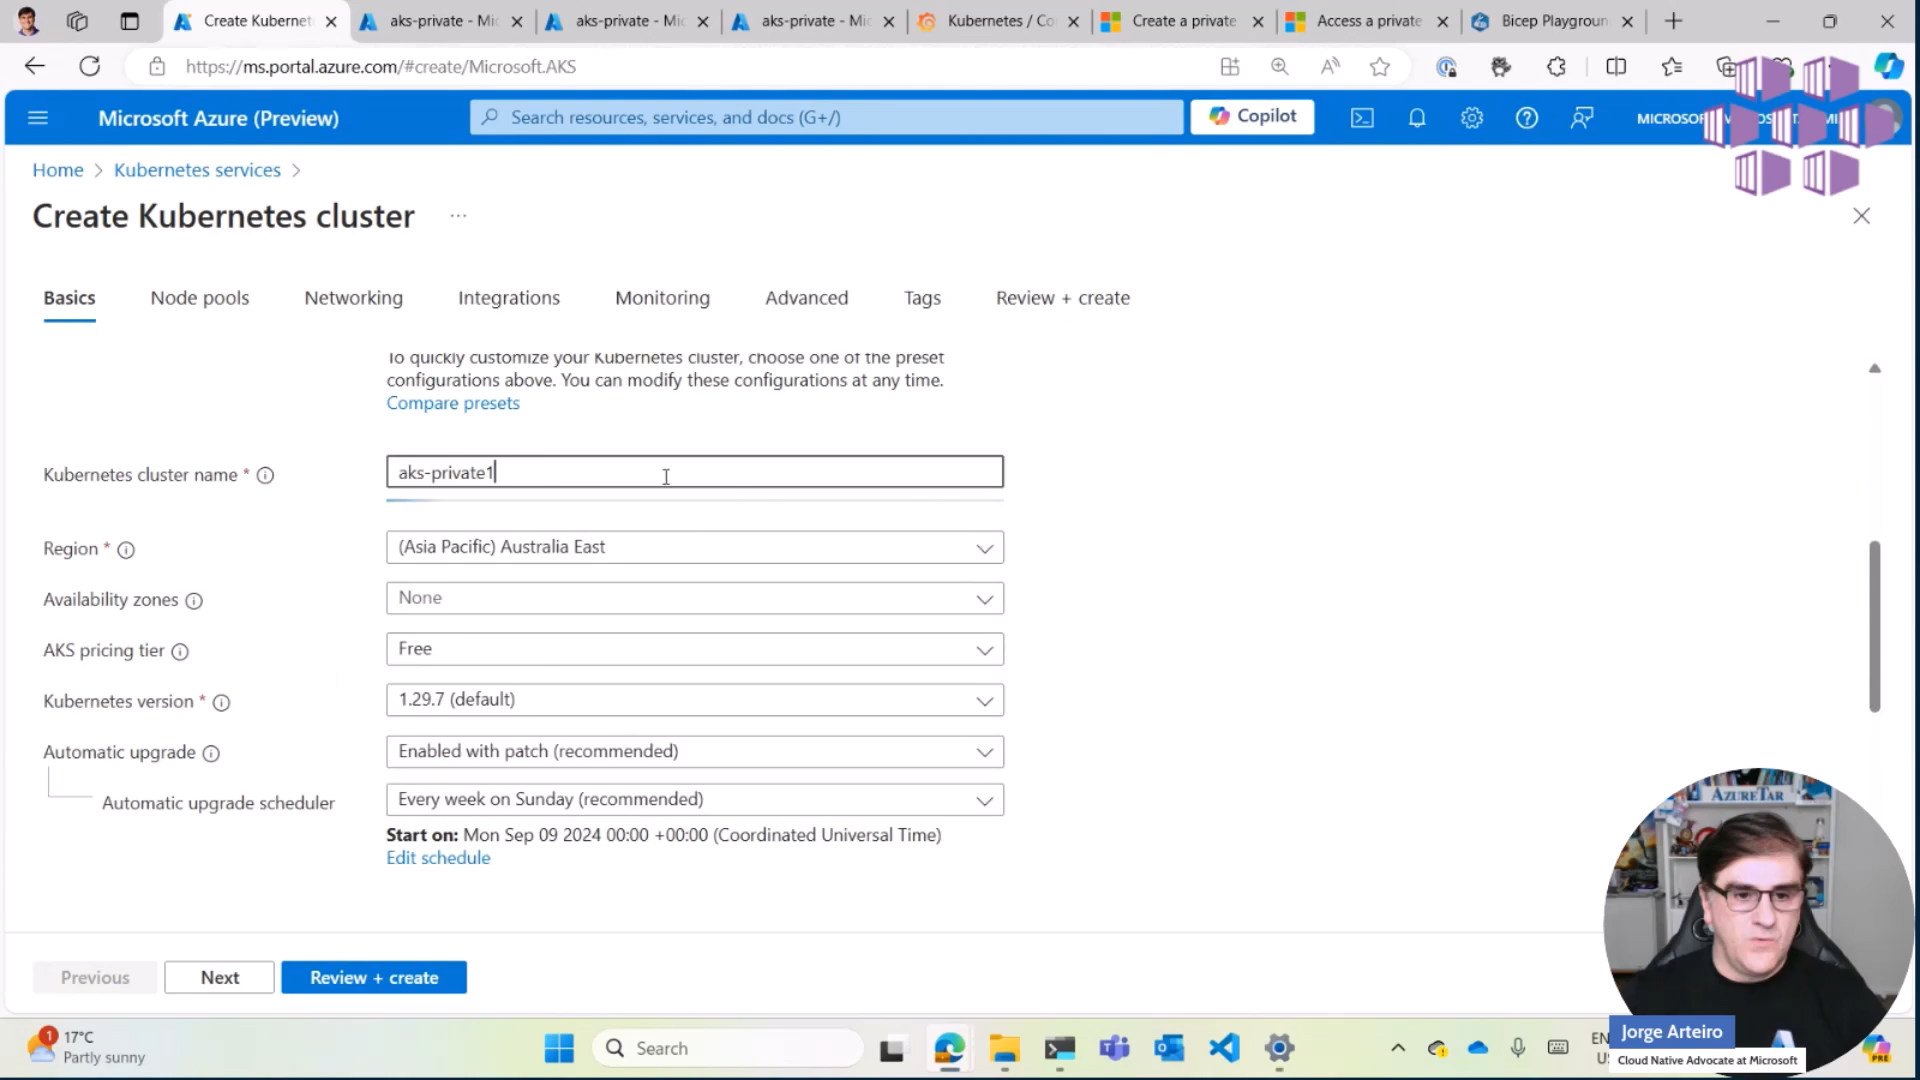 Create Kubernet
aks-private - Mic
aks-private - Mic
aks-private - Mic
Kubernetes / Co
Create a private
Access a private
Bicep Playgroun
https://ms.portal.azure.com/#create/Microsoft.AKS
Microsoft Azure (Preview)
Search resources, services, and docs (G+/)
Copilot
Home > Kubernetes services >
Create Kubernetes cluster
Basics
Node pools
Networking
Integrations
Monitoring
Advanced
Tags
Review + create
To quickly customize your Kubernetes cluster, choose one of the preset
configurations above. You can modify these configurations at any time.
Compare presets
Kubernetes cluster name *
aks-private1
Region *
(Asia Pacific) Australia East
Availability zones
None
AKS pricing tier
Free
Kubernetes version *
1.29.7 (default)
Automatic upgrade
Enabled with patch (recommended)
Automatic upgrade scheduler
Every week on Sunday (recommended)
Start on: Mon Sep 09 2024 00:00 +00:00 (Coordinated Universal Time)
Edit schedule
Previous
Next
Review + create
AZURETAR
Jorge Arteiro
Cloud Native Advocate at Microsoft
1
17°C
Partly sunny
Search
PRE